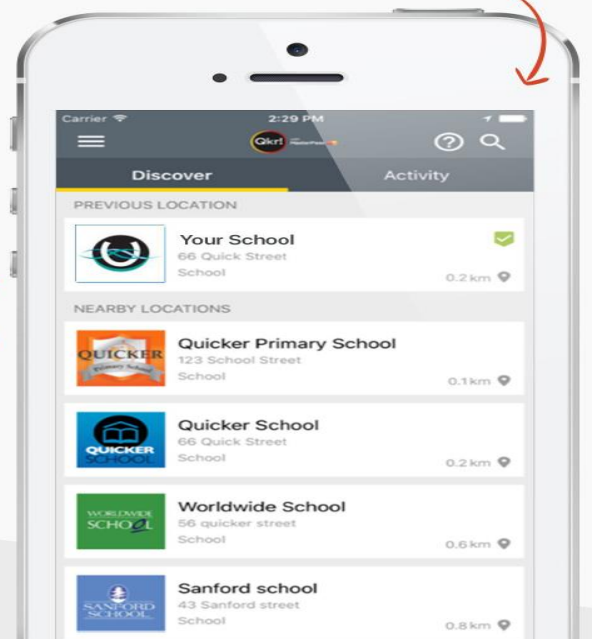 Carrier 2:29 PM
Qkr!
Discover Activity
PREVIOUS LOCATION
Your School
66 Quick Street
School
0.2 km
NEARBY LOCATIONS
QUICKER
Primary School
Quicker Primary School
123 School Street
School
0.1 km
QUICKER
SCHOOL
Quicker School
66 Quick Street
School
0.2 km
WORLDWIDE
SCHOOL
Worldwide School
56 quicker street
School
0.6 km
SANFORD
SCHOOL
Sanford school
43 Sanford street
School
0.8 km